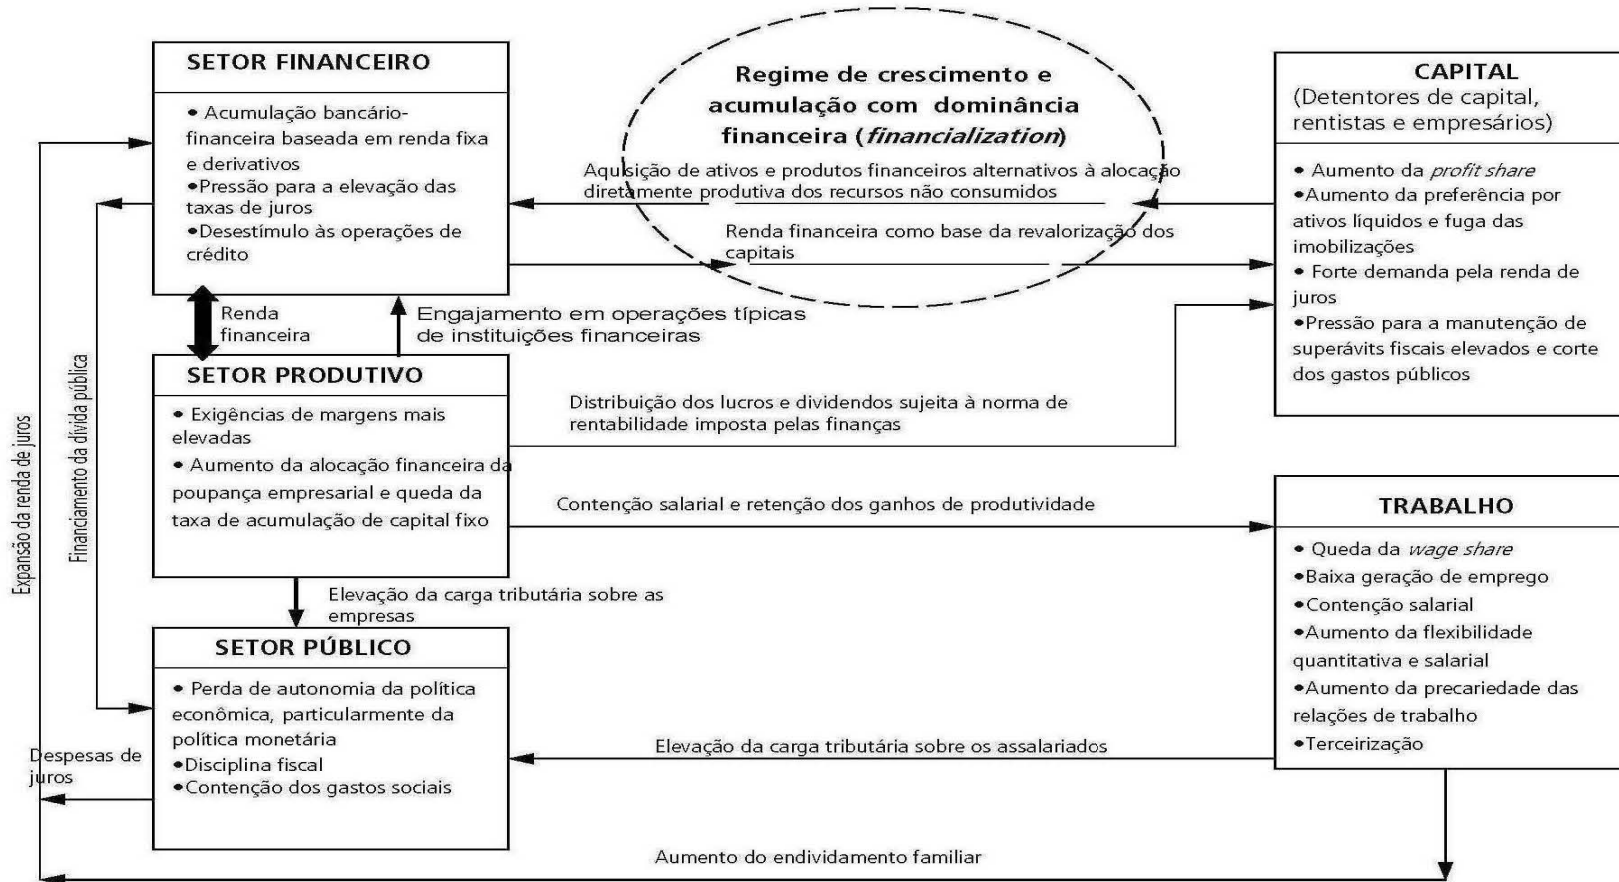 SETOR FINANCEIRO
• Acumulação bancário-
financeira baseada em renda fixa
e derivativos
• Pressão para a elevação das
taxas de juros
• Desestímulo às operações de
crédito
Regime de crescimento e
acumulação com dominância
financeira (financialization)
Aquisição de ativos e produtos financeiros alternativos à alocação
diretamente produtiva dos recursos não consumidos
Renda financeira como base da revalorização dos
capitais
CAPITAL
(Detentores de capital,
rentistas e empresários)
• Aumento da profit share
•Aumento da preferência por
ativos líquidos e fuga das
imobilizações
• Forte demanda pela renda de
juros
•Pressão para a manutenção de
superávits fiscais elevados e corte
dos gastos públicos
Renda
financeira
Engajamento em operações típicas
de instituições financeiras
SETOR PRODUTIVO
• Exigências de margens mais
elevadas
• Aumento da alocação financeira da
poupança empresarial e queda da
taxa de acumulação de capital fixo
Distribuição dos lucros e dividendos sujeita à norma de
rentabilidade imposta pelas finanças
Contenção salarial e retenção dos ganhos de produtividade
TRABALHO
• Queda da wage share
•Baixa geração de emprego
•Contenção salarial
•Aumento da flexibilidade
quantitativa e salarial
•Aumento da precariedade das
relações de trabalho
•Terceirização
Expansão da renda de juros
Financiamento da dívida pública
Elevação da carga tributária sobre as
empresas
SETOR PÚBLICO
• Perda de autonomia da política
econômica, particularmente da
política monetária
•Disciplina fiscal
•Contenção dos gastos sociais
Despesas de
juros
Elevação da carga tributária sobre os assalariados
Aumento do endividamento familiar